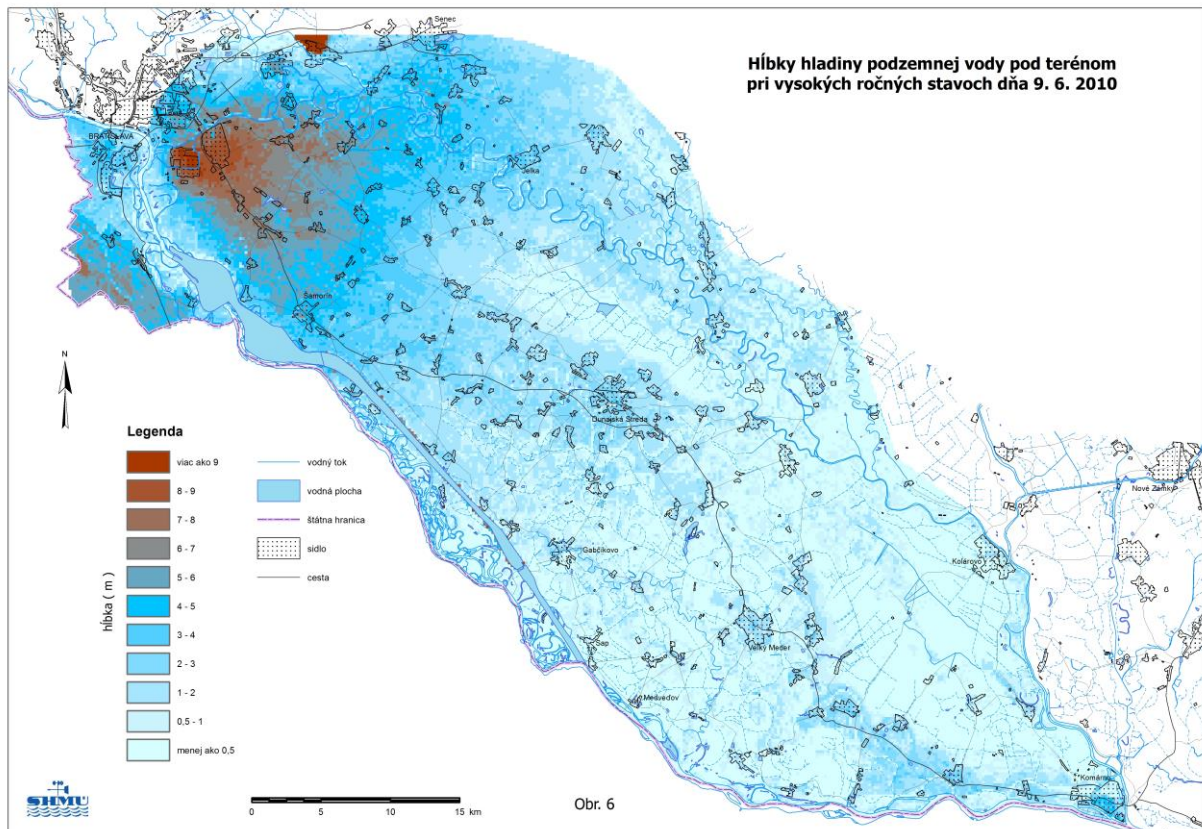 Hĺbky hladiny podzemnej vody pod terénom
pri vysokých ročných stavoch dňa 9. 6. 2010
Senec
BRATISLAVA
Jelka
Šamorín
Dunajská Streda
Nové Zámky
Gabčíkovo
Kolárovo
Veľký Meder
Sap
Medveďov
Komárno
N
Legenda
hĺbka ( m )
viac ako 9
8 - 9
7 - 8
6 - 7
5 - 6
4 - 5
3 - 4
2 - 3
1 - 2
0,5 - 1
menej ako 0,5
vodný tok
vodná plocha
štátna hranica
sídlo
cesta
SHMÚ
0 5 10 15 km
Obr. 6